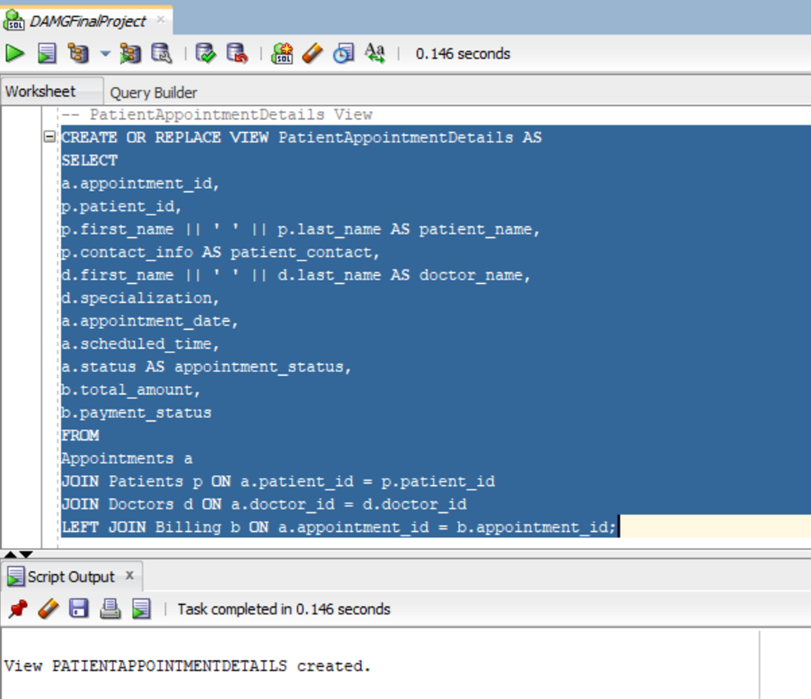 DAMGFinalProject
0.146 seconds
Worksheet
Query Builder
-- PatientAppointmentDetails View
CREATE OR REPLACE VIEW PatientAppointmentDetails AS
SELECT
a.appointment_id,
p.patient_id,
p.first_name || ' ' || p.last_name AS patient_name,
p.contact_info AS patient_contact,
d.first_name || ' ' || d.last_name AS doctor_name,
d.specialization,
a.appointment_date,
a.scheduled_time,
a.status AS appointment_status,
b.total_amount,
b.payment_status
FROM
Appointments a
JOIN Patients p ON a.patient_id = p.patient_id
JOIN Doctors d ON a.doctor_id = d.doctor_id
LEFT JOIN Billing b ON a.appointment_id = b.appointment_id;
Script Output x
Task completed in 0.146 seconds
View PATIENTAPPOINTMENTDETAILS created.